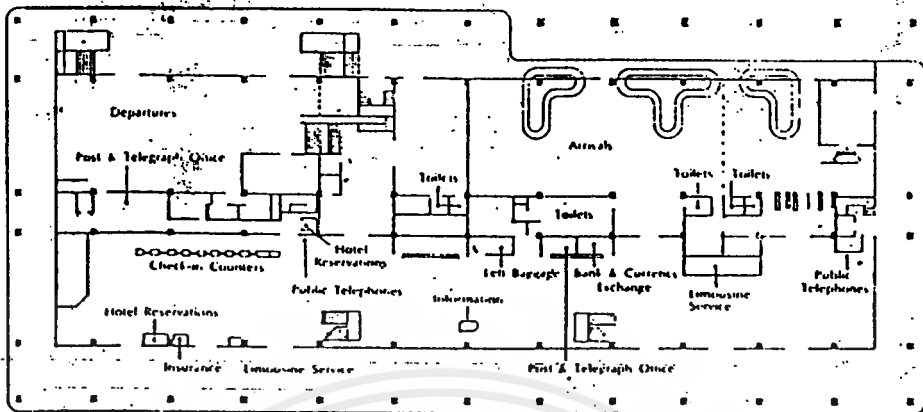 Departures
Arrivals
Post & Telegraph Office
Toilets
Toilets
Toilets
Toilets
Hotel
Reservations
Check-in Counters
Left Baggage
Bank & Currency
Exchange
Public
Telephones
Public Telephones
Information
Limousine
Service
Hotel Reservations
Insurance
Limousine Service
Post & Telegraph Office